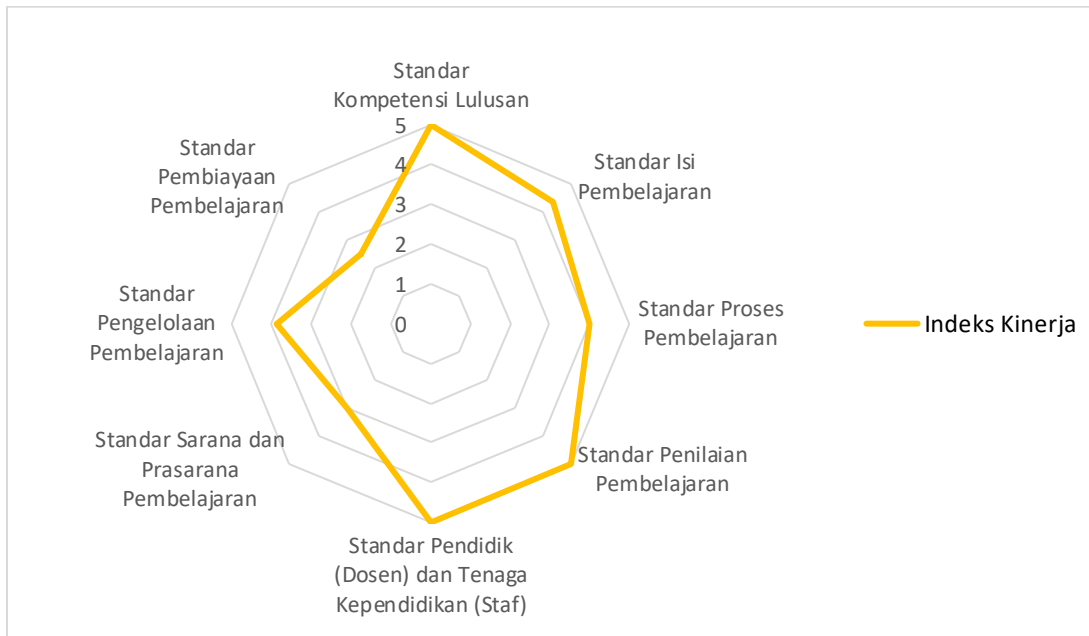 Standar
Kompetensi Lulusan
Standar Isi
Pembelajaran
Standar Proses
Pembelajaran
Standar Penilaian
Pembelajaran
Standar Pendidik
(Dosen) dan Tenaga
Kependidikan (Staf)
Standar Sarana dan
Prasarana
Pembelajaran
Standar
Pengelolaan
Pembelajaran
Standar
Pembiayaan
Pembelajaran
5
4
3
2
1
0
Indeks Kinerja